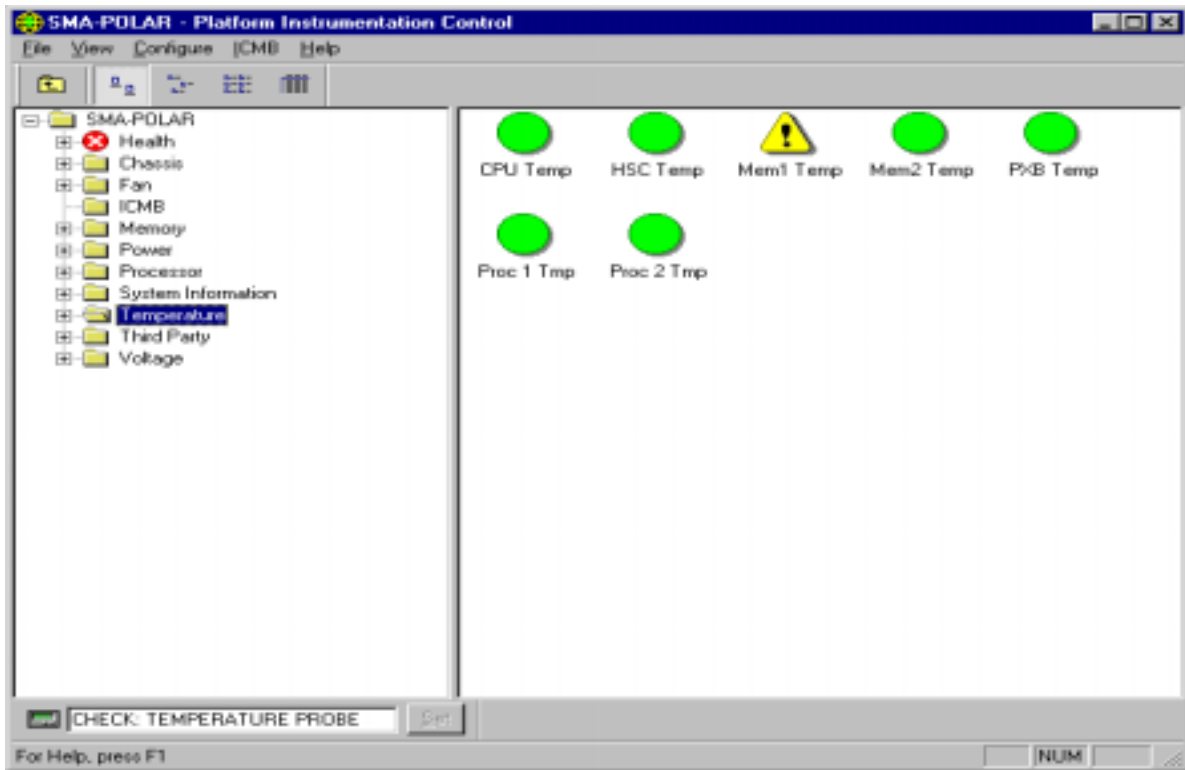 SMA-POLAR - Platform Instrumentation Control
File View Configure ICMB Help
SMA-POLAR
Health
Chassis
Fan
ICMB
Memory
Power
Processor
System Information
Temperature
Third Party
Voltage
CPU Temp HSC Temp Mem1 Temp Mem2 Temp PXB Temp
Proc 1 Tmp Proc 2 Tmp
CHECK: TEMPERATURE PROBE Set
For Help, press F1 NUM